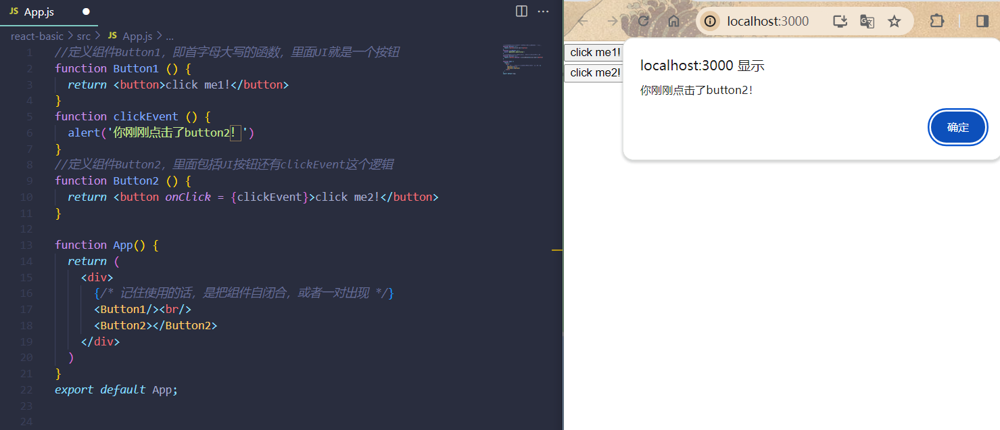 JS App.js
react-basic > src > JS App.js > ...
1 //定义组件Button1，即首字母大写的函数，里面UI就是一个按钮
2 function Button1 () {
3 return <button>click me1!</button>
4 }
5 function clickEvent () {
6 alert('你刚刚点击了button2！')
7 }
8 //定义组件Button2，里面包括UI按钮还有clickEvent这个逻辑
9 function Button2 () {
10 return <button onClick = {clickEvent}>click me2!</button>
11 }
12
13 function App() {
14 return (
15 <div>
16 {/* 记住使用的话，是把组件自闭合，或者一对出现 */}
17 <Button1/><br/>
18 <Button2></Button2>
19 </div>
20 )
21 }
22 export default App;
23
24
localhost:3000
click me1!
click me2!
localhost:3000 显示
你刚刚点击了button2！
确定